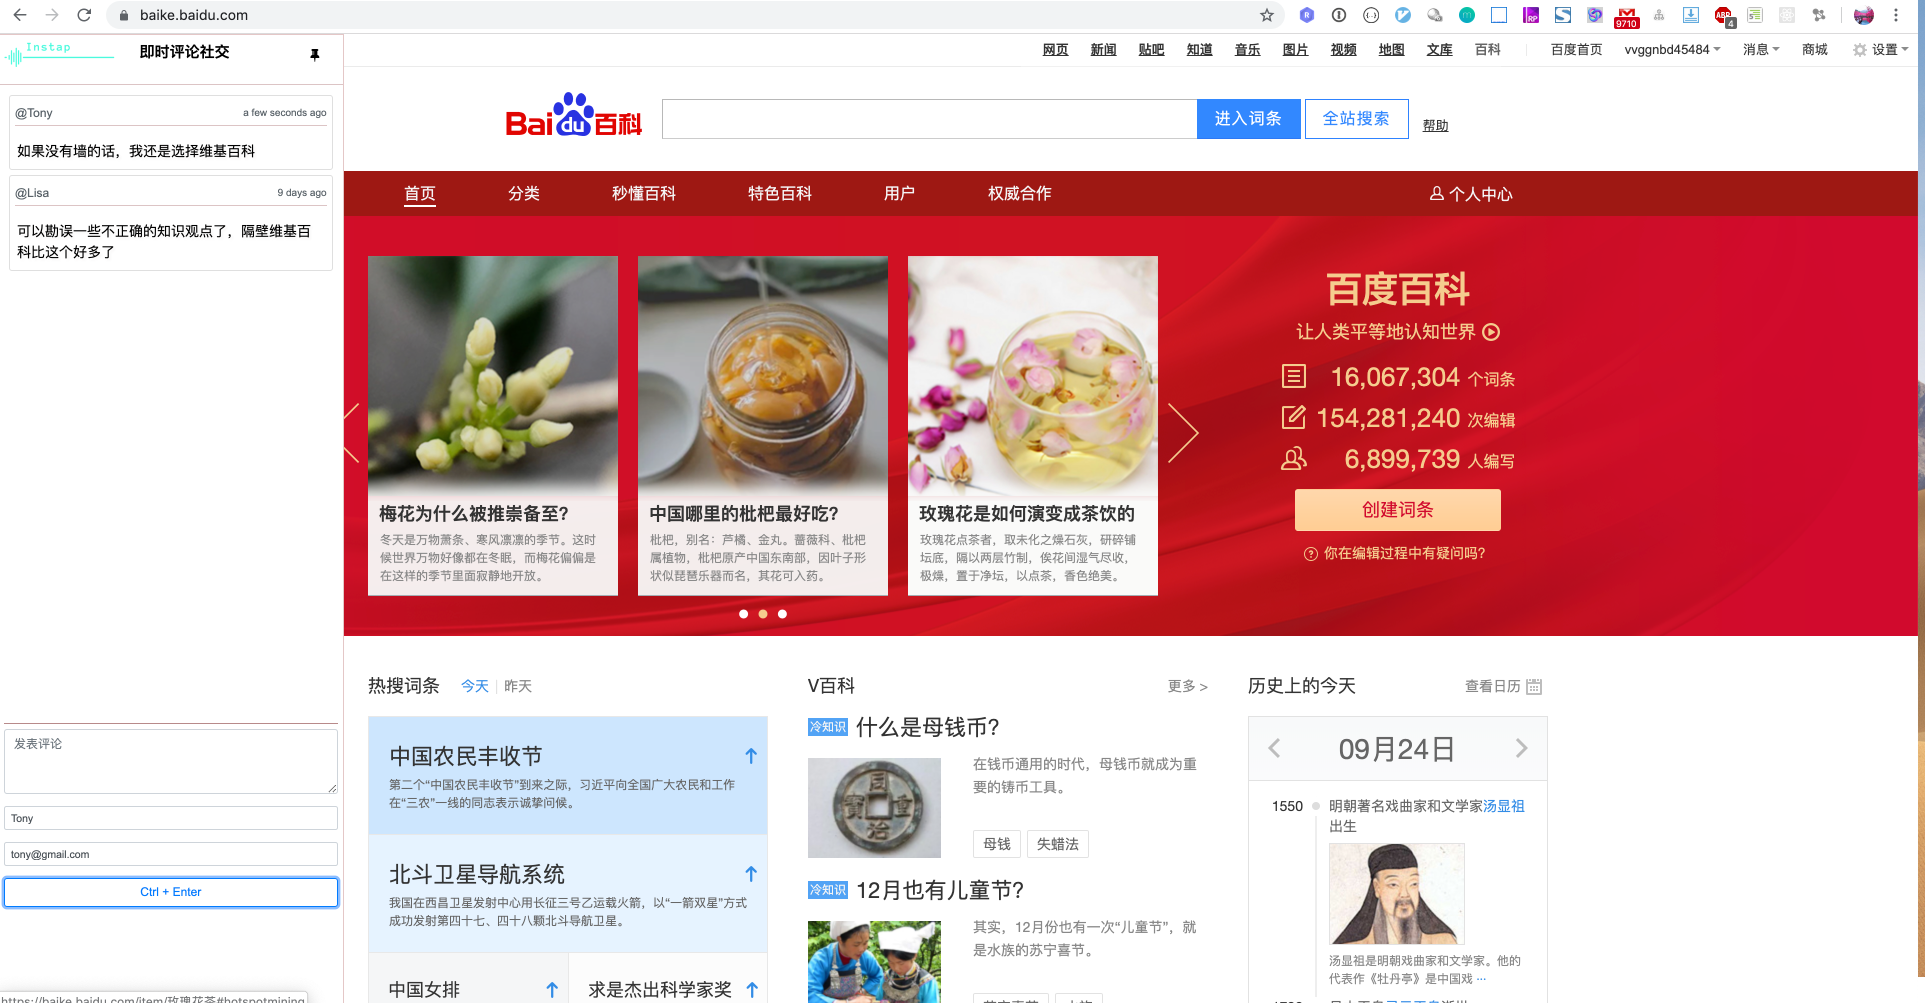 baike.baidu.com
9710
4
Instap
即时评论社交
@Tony
a few seconds ago
如果没有墙的话，我还是选择维基百科
@Lisa
9 days ago
可以勘误一些不正确的知识观点了，隔壁维基百
科比这个好多了
发表评论
Tony
tony@gmail.com
Ctrl + Enter
网页 新闻 贴吧 知道 音乐 图片 视频 地图 文库 百科 百度首页 vvggnbd45484 消息 商城 设置
Bai du 百科
进入词条
全站搜索
帮助
首页 分类 秒懂百科 特色百科 用户 权威合作 个人中心
梅花为什么被推崇备至?
冬天是万物萧条、寒风凛凛的季节。这时
候世界万物好像都在冬眠，而梅花偏偏是
在这样的季节里面寂静地开放。
中国哪里的枇杷最好吃?
枇杷，别名：芦橘、金丸。蔷薇科、枇杷
属植物，枇杷原产中国东南部，因叶子形
状似琵琶乐器而名，其花可入药。
玫瑰花是如何演变成茶饮的
玫瑰花点茶者，取未化之燥石灰，研碎铺
坛底，隔以两层竹制，俟花间湿气尽收，
极燥，置于净坛，以点茶，香色绝美。
百度百科
让人类平等地认知世界
16,067,304 个词条
154,281,240 次编辑
6,899,739 人编写
创建词条
你在编辑过程中有疑问吗?
热搜词条 今天 昨天
中国农民丰收节
第二个“中国农民丰收节”到来之际，习近平向全国广大农民和工作
在“三农”一线的同志表示诚挚问候。
北斗卫星导航系统
我国在西昌卫星发射中心用长征三号乙运载火箭，以“一箭双星”方式
成功发射第四十七、四十八颗北斗导航卫星。
中国女排
求是杰出科学家奖
V百科
更多 >
冷知识 什么是母钱币?
在钱币通用的时代，母钱币就成为重
要的铸币工具。
母钱 失蜡法
冷知识 12月也有儿童节?
其实，12月份也有一次“儿童节”，就
是水族的苏宁喜节。
历史上的今天
查看日历
09月24日
1550 明朝著名戏曲家和文学家汤显祖
出生
汤显祖是明朝戏曲家和文学家。他的
代表作《牡丹亭》是中国戏 ···
https://baike.baidu.com/item/玫瑰花茶#hotspotmining